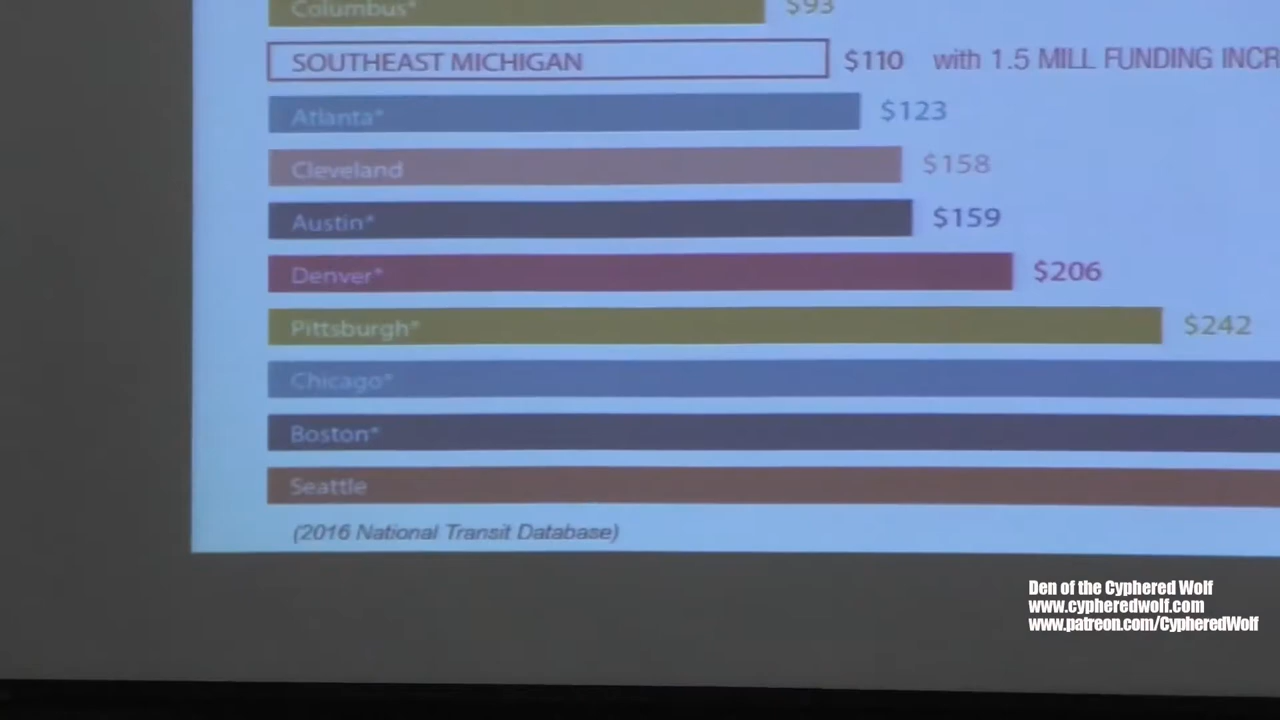 Columbus* $93
SOUTHEAST MICHIGAN $110 with 1.5 MILL FUNDING INCR
Atlanta* $123
Cleveland $158
Austin* $159
Denver* $206
Pittsburgh* $242
Chicago*
Boston*
Seattle
(2016 National Transit Database)
Den of the Cyphered Wolf
www.cypheredwolf.com
www.patreon.com/CypheredWolf